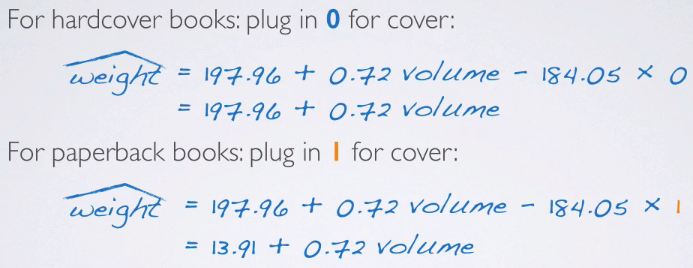 For hardcover books: plug in 0 for cover:
weight = 197.96 + 0.72 volume - 184.05 × 0
= 197.96 + 0.72 volume
For paperback books: plug in 1 for cover:
weight = 197.96 + 0.72 volume - 184.05 × 1
= 13.91 + 0.72 volume